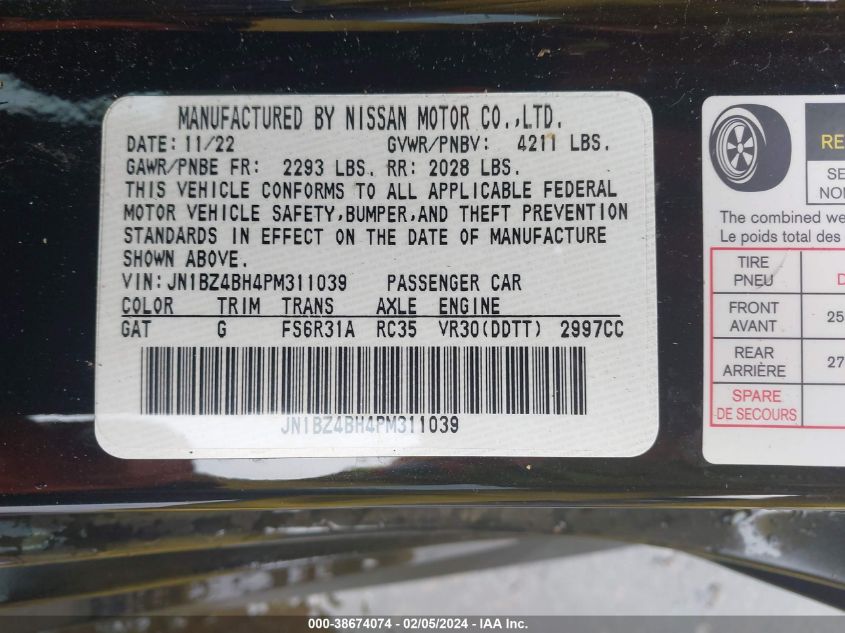 MANUFACTURED BY NISSAN MOTOR CO.,LTD.
DATE: 11/22 GVWR/PNBV: 4211 LBS.
GAWR/PNBE FR: 2293 LBS. RR: 2028 LBS.
THIS VEHICLE CONFORMS TO ALL APPLICABLE FEDERAL
MOTOR VEHICLE SAFETY,BUMPER,AND THEFT PREVENTION
STANDARDS IN EFFECT ON THE DATE OF MANUFACTURE
SHOWN ABOVE.
VIN:JN1BZ4BH4PM311039 PASSENGER CAR
COLOR TRIM TRANS AXLE ENGINE
GAT G FS6R31A RC35 VR30(DDTT) 2997CC
JN1BZ4BH4PM311039
The combined
Le poids total des
TIRE
PNEU
FRONT
AVANT
25
REAR
ARRIÈRE
27
SPARE
DE SECOURS
000-38674074 - 02/05/2024 - IAA Inc.